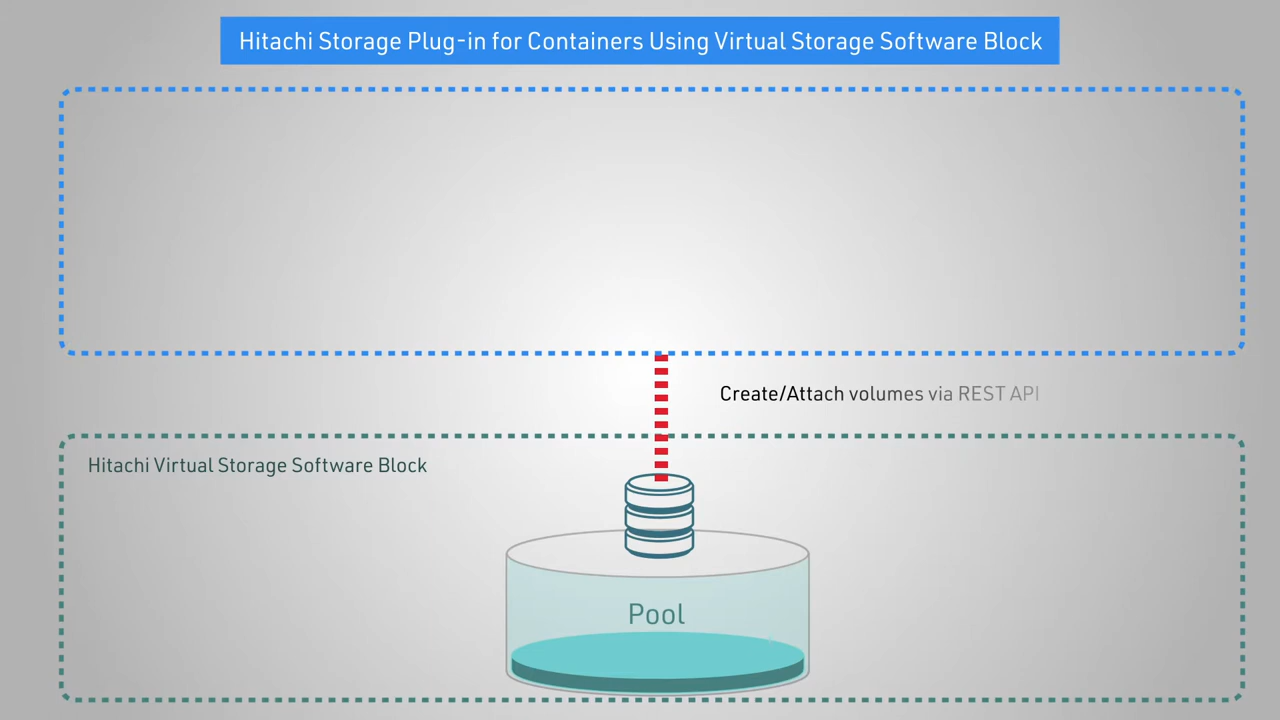 Hitachi Storage Plug-in for Containers Using Virtual Storage Software Block
Create/Attach volumes via REST API
Hitachi Virtual Storage Software Block
Pool